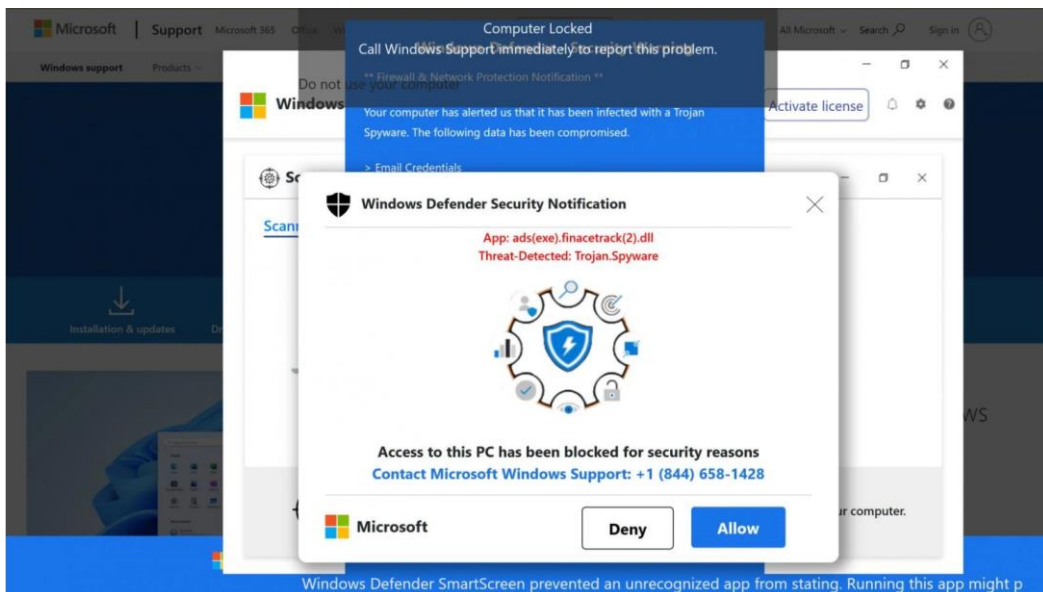 Microsoft | Support Microsoft 365 Office All Microsoft Search Sign in
Computer Locked
Call Windows Support immediately to report this problem.
Windows Defender - Security Warning
Windows support Products
** Firewall & Network Protection Notification **
Do not use your computer
Windows
Activate license
Your computer has alerted us that it has been infected with a Trojan
Spyware. The following data has been compromised.
> Email Credentials
Windows Defender Security Notification
App: ads(exe).finacetrack(2).dll
Threat-Detected: Trojan.Spyware
Installation & updates
Access to this PC has been blocked for security reasons
Contact Microsoft Windows Support: +1 (844) 658-1428
Microsoft
Deny
Allow
computer.
Windows Defender SmartScreen prevented an unrecognized app from stating. Running this app might p